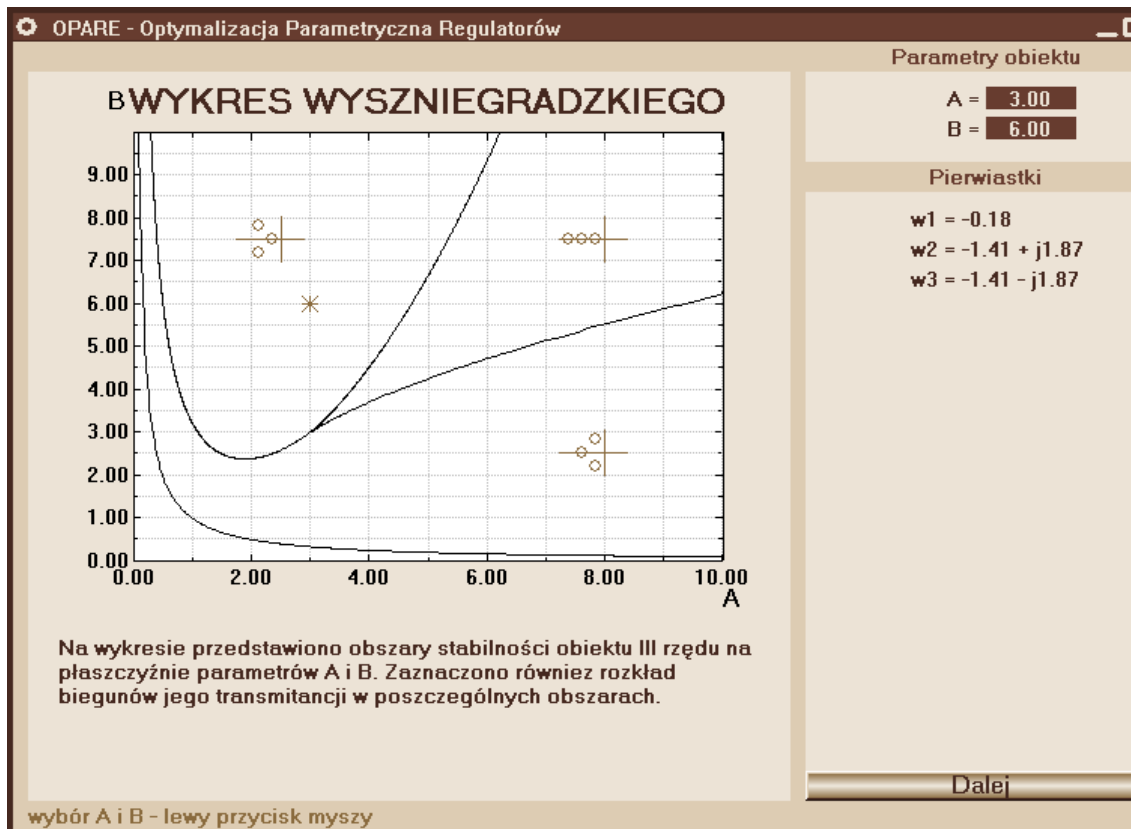 OPARE - Optymalizacja Parametryczna Regulatorów
Parametry obiektu
A = 3.00
B = 6.00
Pierwiastki
w1 = -0.18
w2 = -1.41 + j1.87
w3 = -1.41 - j1.87
B WYKRES WYSZNIEGRADZKIEGO
9.00
8.00
7.00
6.00
5.00
4.00
3.00
2.00
1.00
0.00
0.00 2.00 4.00 6.00 8.00 10.00
A
Na wykresie przedstawiono obszary stabilności obiektu III rzędu na
płaszczyźnie parametrów A i B. Zaznaczono równiez rozkład
biegunów jego transmitancji w poszczególnych obszarach.
Dalej
wybór A i B - lewy przycisk myszy